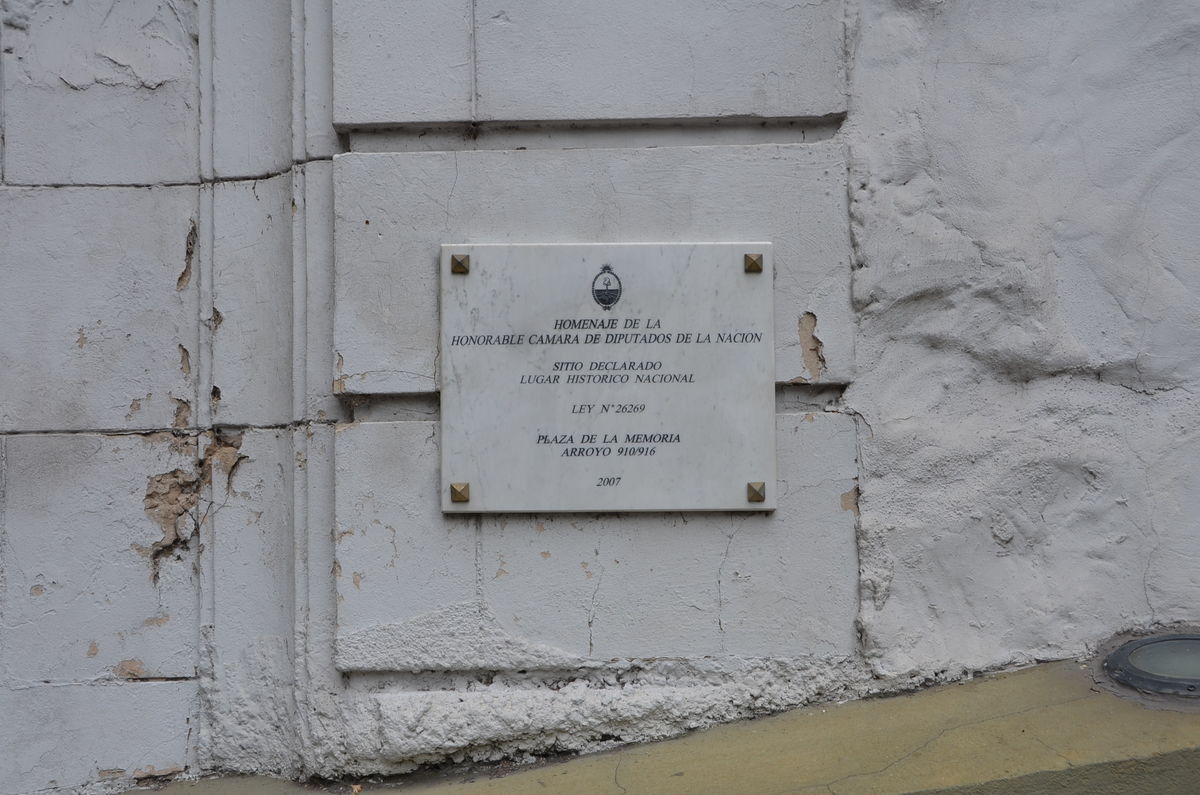 HOMENAJE DE LA
HONORABLE CAMARA DE DIPUTADOS DE LA NACION
SITIO DECLARADO
LUGAR HISTORICO NACIONAL
LEY N°26269
PLAZA DE LA MEMORIA
ARROYO 910/916
2007